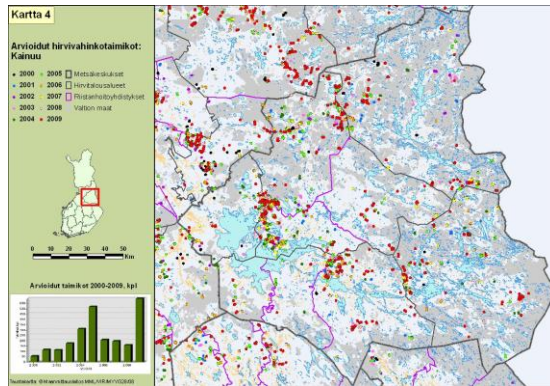 Kartta 4
Arvioidut hirvivahinkotaimikot:
Kainuu
2000 2005 Metsäkeskukset
2001 2006 Hirvitalousalueet
2002 2007 Riistanhoitoyhdistykset
2003 2008 Valtion maat
2004 2009
0 10 20 30 40 50
Km
Arvioidut taimikot 2000-2009, kpl